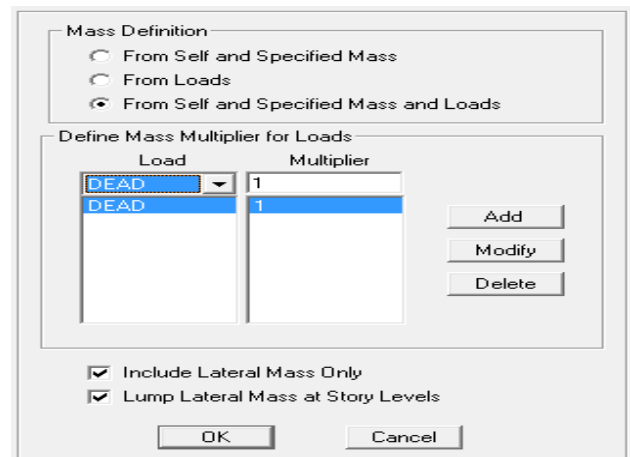 Mass Definition
From Self and Specified Mass
From Loads
From Self and Specified Mass and Loads
Define Mass Multiplier for Loads
Load Multiplier
DEAD 1
DEAD 1
Add
Modify
Delete
Include Lateral Mass Only
Lump Lateral Mass at Story Levels
OK Cancel